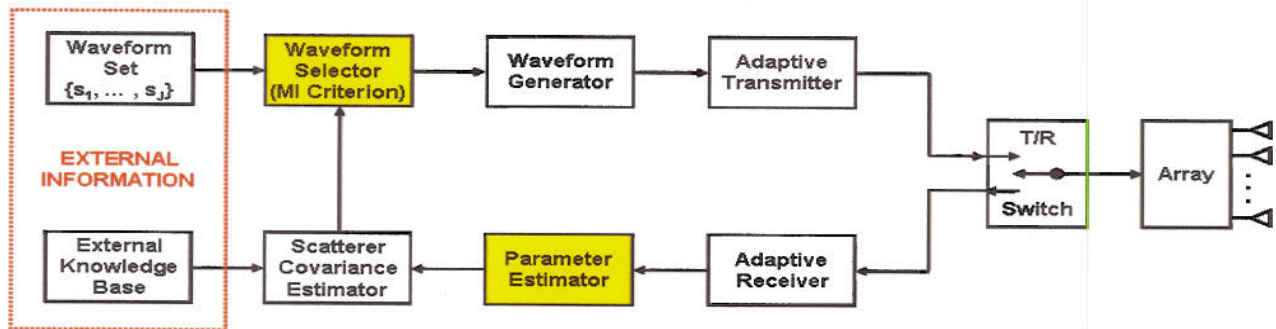 Waveform
Set
{s₁, ... , s_J}
Waveform
Selector
(MI Criterion)
Waveform
Generator
Adaptive
Transmitter
T/R
Switch
Array
EXTERNAL
INFORMATION
External
Knowledge
Base
Scatterer
Covariance
Estimator
Parameter
Estimator
Adaptive
Receiver